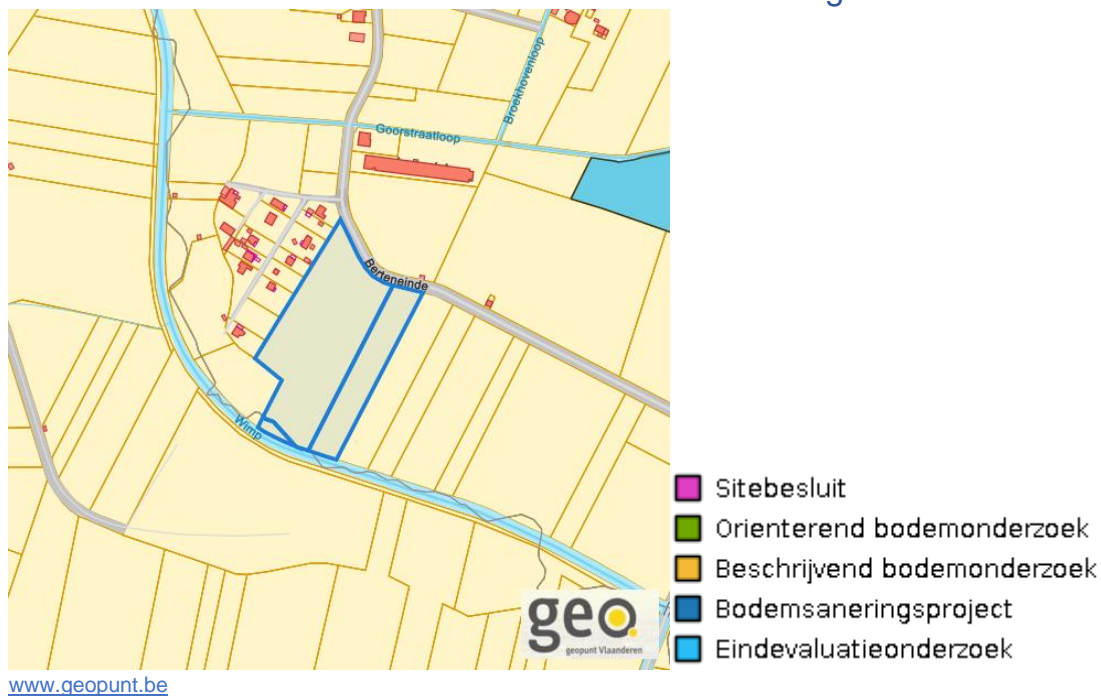 Broekhovenloop
Goorstraatloop
Berteneinde
Wimp
geo.
geopunt Vlaanderen
Sitebesluit
Orienterend bodemonderzoek
Beschrijvend bodemonderzoek
Bodemsaneringsproject
Eindevaluatieonderzoek
www.geopunt.be